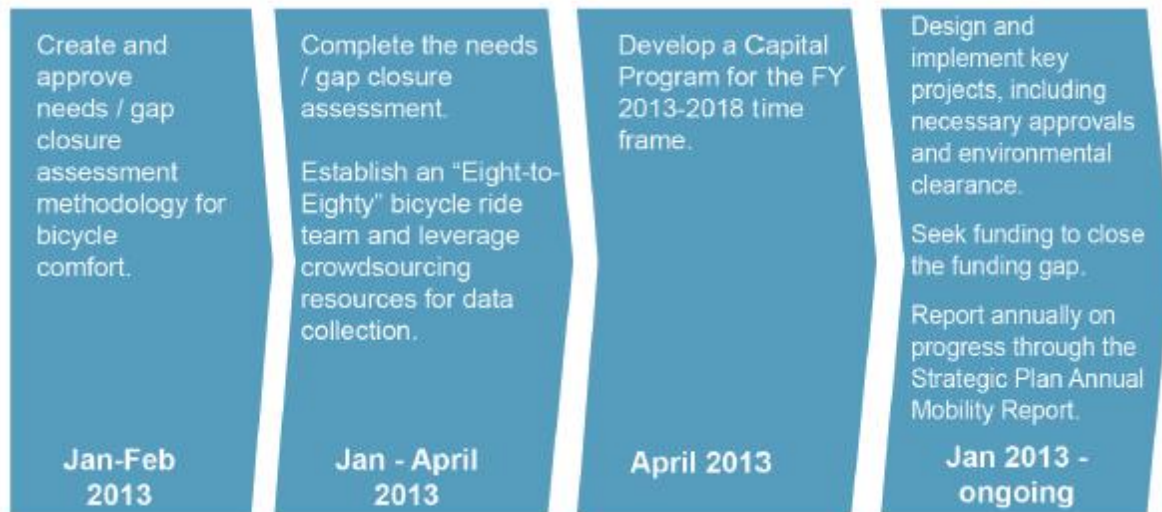 Create and
approve
needs / gap
closure
assessment
methodology for
bicycle
comfort.
Jan-Feb
2013
Complete the needs
/ gap closure
assessment.
Establish an “Eight-to-
Eighty” bicycle ride
team and leverage
crowdsourcing
resources for data
collection.
Jan - April
2013
Develop a Capital
Program for the FY
2013-2018 time
frame.
April 2013
Design and
implement key
projects, including
necessary approvals
and environmental
clearance.
Seek funding to close
the funding gap.
Report annually on
progress through the
Strategic Plan Annual
Mobility Report.
Jan 2013 -
ongoing